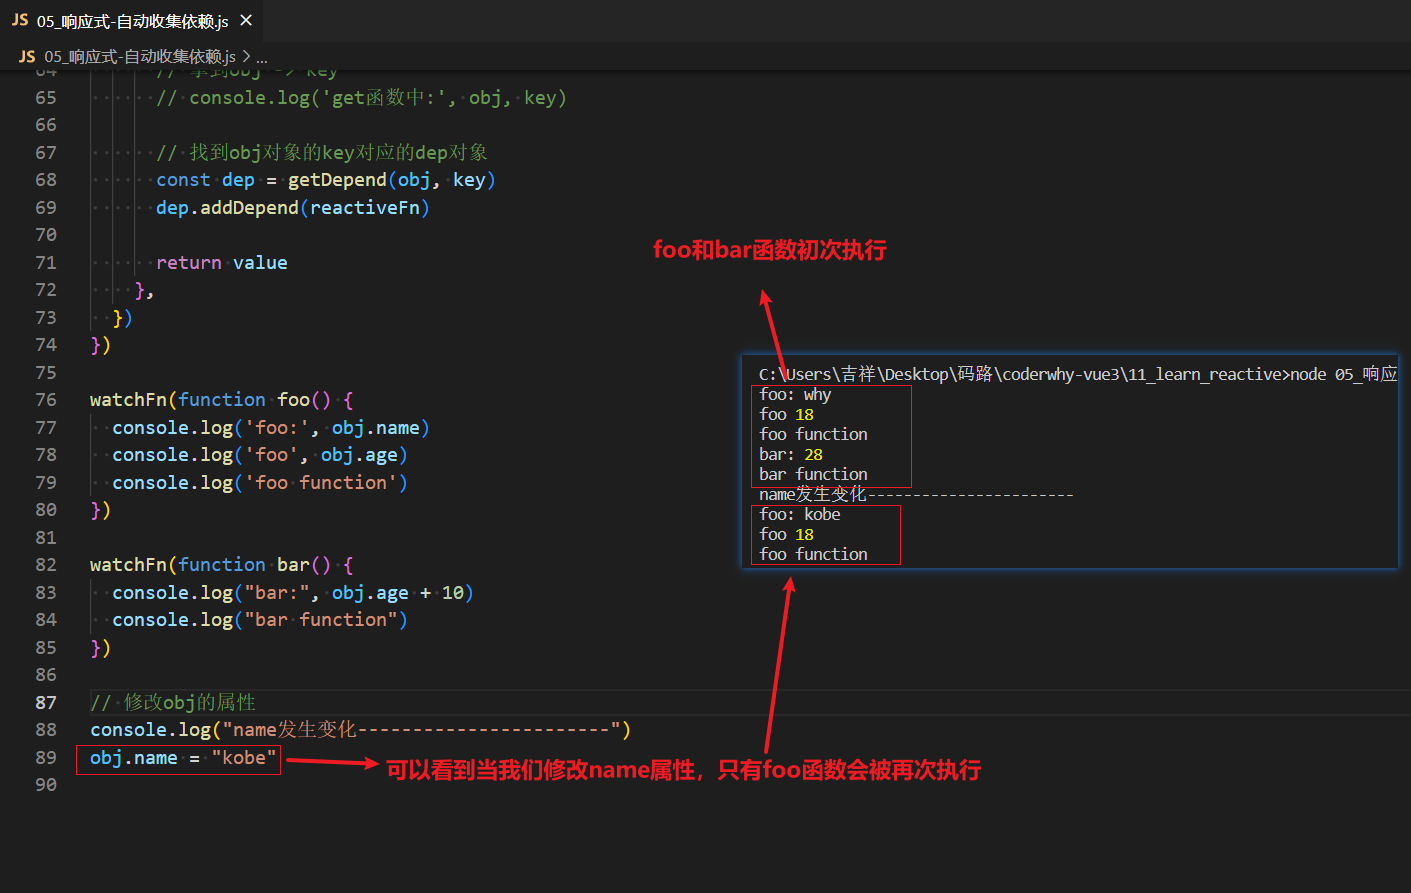 JS 05_响应式-自动收集依赖.js ×
JS 05_响应式-自动收集依赖.js > ...
64 // 拿到obj -> key
65 // console.log('get函数中:', obj, key)
66
67 // 找到obj对象的key对应的dep对象
68 const dep = getDepend(obj, key)
69 dep.addDepend(reactiveFn)
70
71 return value
72 },
73 })
74 })
75
76 watchFn(function foo() {
77 console.log('foo:', obj.name)
78 console.log('foo', obj.age)
79 console.log('foo function')
80 })
81
82 watchFn(function bar() {
83 console.log("bar:", obj.age + 10)
84 console.log("bar function")
85 })
86
87 // 修改obj的属性
88 console.log("name发生变化-----------------------")
89 obj.name = "kobe"
90
foo和bar函数初次执行
C:\Users\吉祥\Desktop\码路\coderwhy-vue3\11_learn_reactive>node 05_响应
foo: why
foo 18
foo function
bar: 28
bar function
name发生变化-----------------------
foo: kobe
foo 18
foo function
可以看到当我们修改name属性，只有foo函数会被再次执行